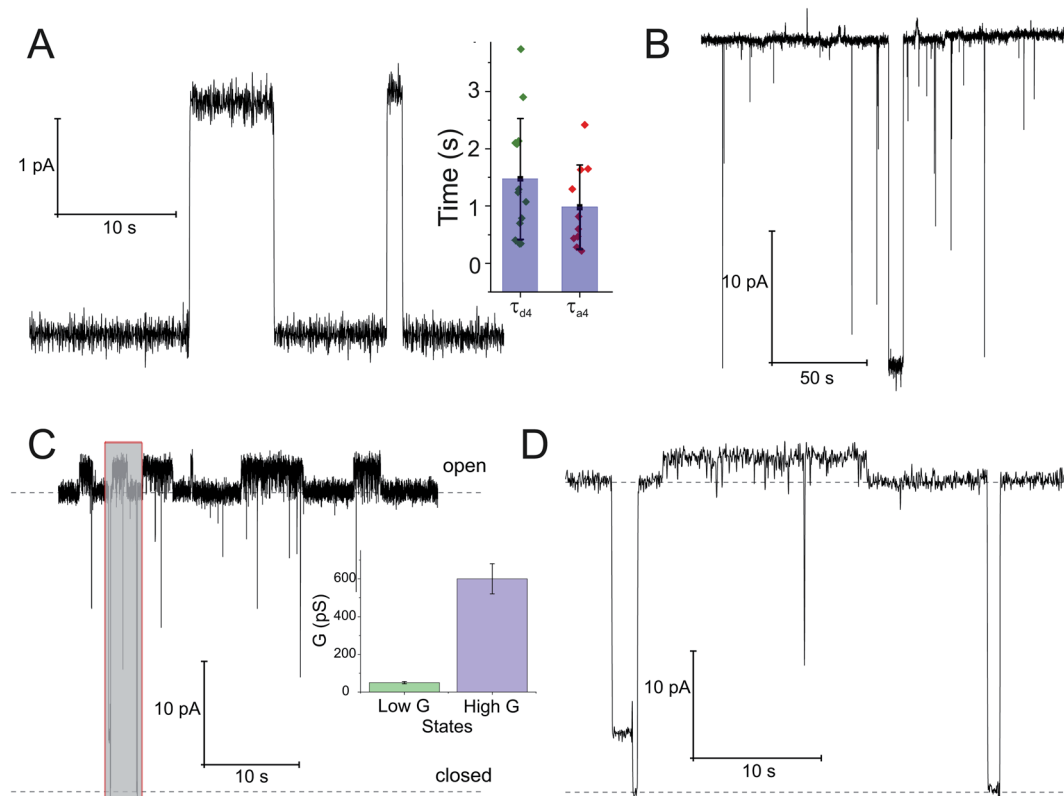 A
1 pA
10 s
Time (s)
3
2
1
0
τd4
τa4
B
10 pA
50 s
C
open
10 pA
10 s
closed
G (pS)
600
400
200
0
Low G
High G
States
D
10 pA
10 s